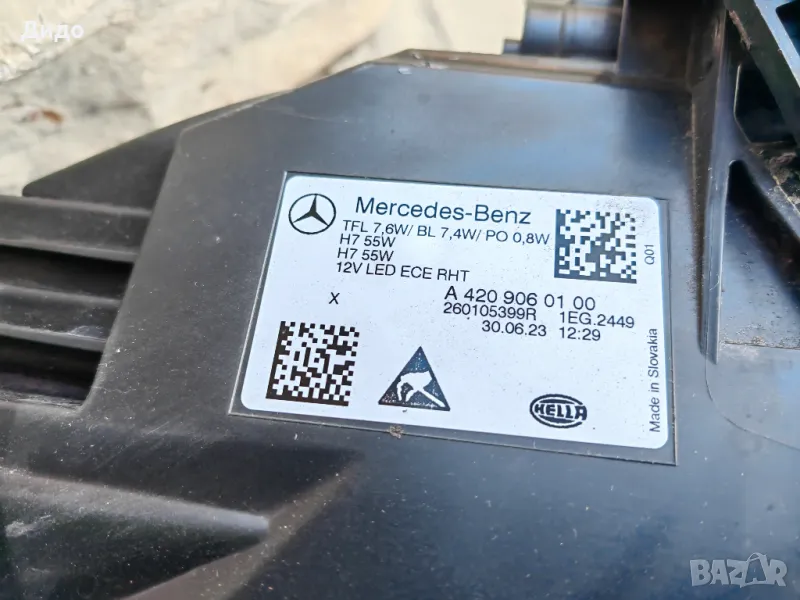 Дидо
Mercedes-Benz
TFL 7,6W/ BL 7,4W/ PO 0,8W
H7 55W
H7 55W
12V LED ECE RHT
Q01
x
A 420 906 01 00
260105399R 1EG.2449
30.06.23 12:29
HELLA
Made in Slovakia
BAZAR